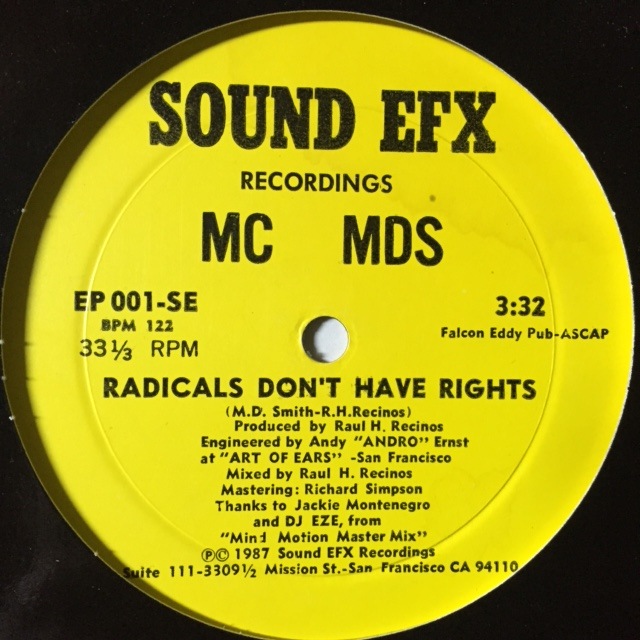 SOUND EFX
RECORDINGS
MC MDS
EP 001-SE
BPM 122
33⅓ RPM
3:32
Falcon Eddy Pub-ASCAP
RADICALS DON'T HAVE RIGHTS
(M.D. Smith-R.H.Recinos)
Produced by Raul H. Recinos
Engineered by Andy "ANDRO" Ernst
at "ART OF EARS" -San Francisco
Mixed by Raul H. Recinos
Mastering: Richard Simpson
Thanks to Jackie Montenegro
and DJ EZE, from
"Mind Motion Master Mix"
℗© 1987 Sound EFX Recordings
Suite 111-3309½ Mission St.-San Francisco CA 94110